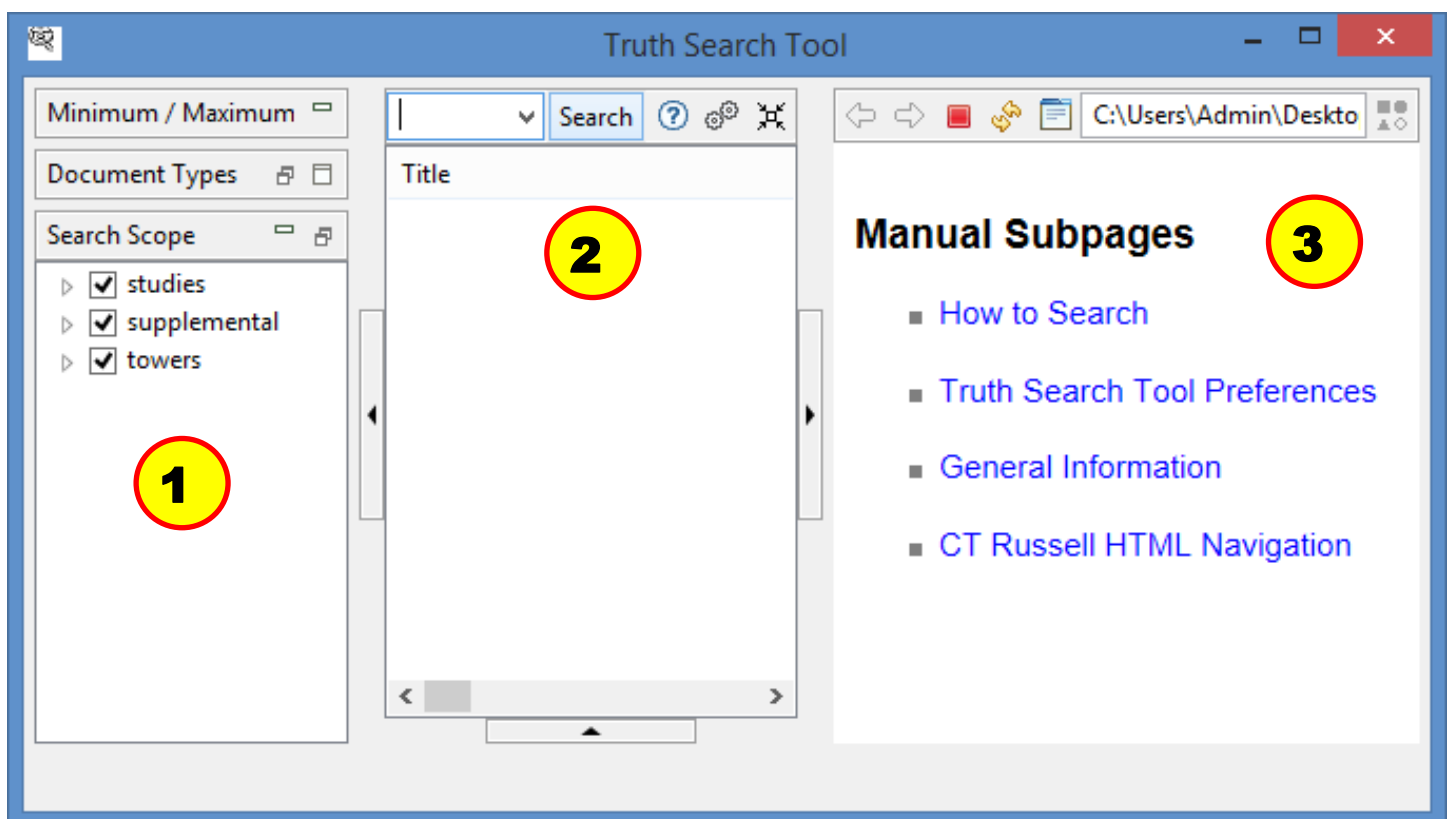 Truth Search Tool
Minimum / Maximum
Document Types
Search Scope
studies
supplemental
towers
1
Search
Title
2
C:\Users\Admin\Deskto
Manual Subpages
3
How to Search
Truth Search Tool Preferences
General Information
CT Russell HTML Navigation